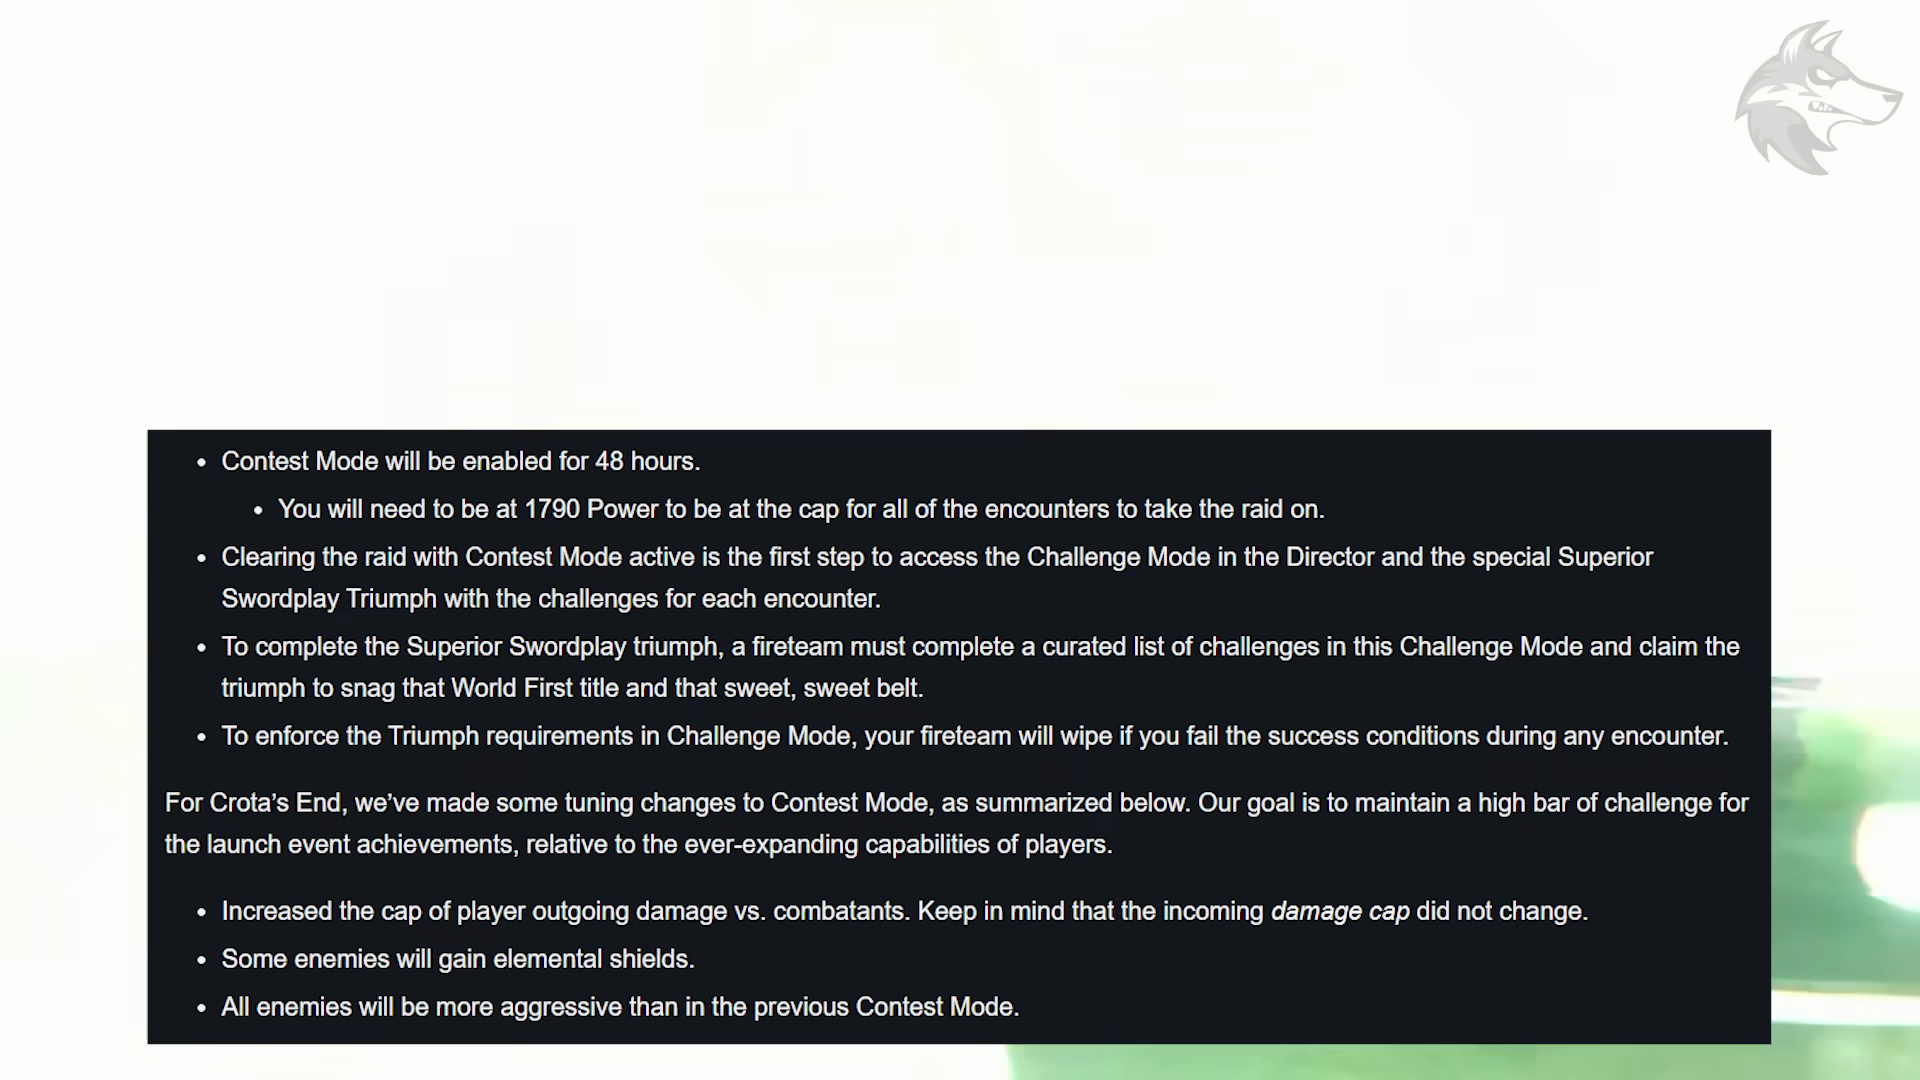 • Contest Mode will be enabled for 48 hours.
• You will need to be at 1790 Power to be at the cap for all of the encounters to take the raid on.
• Clearing the raid with Contest Mode active is the first step to access the Challenge Mode in the Director and the special Superior
Swordplay Triumph with the challenges for each encounter.
• To complete the Superior Swordplay triumph, a fireteam must complete a curated list of challenges in this Challenge Mode and claim the
triumph to snag that World First title and that sweet, sweet belt.
• To enforce the Triumph requirements in Challenge Mode, your fireteam will wipe if you fail the success conditions during any encounter.
For Crota’s End, we’ve made some tuning changes to Contest Mode, as summarized below. Our goal is to maintain a high bar of challenge for
the launch event achievements, relative to the ever-expanding capabilities of players.
• Increased the cap of player outgoing damage vs. combatants. Keep in mind that the incoming damage cap did not change.
• Some enemies will gain elemental shields.
• All enemies will be more aggressive than in the previous Contest Mode.